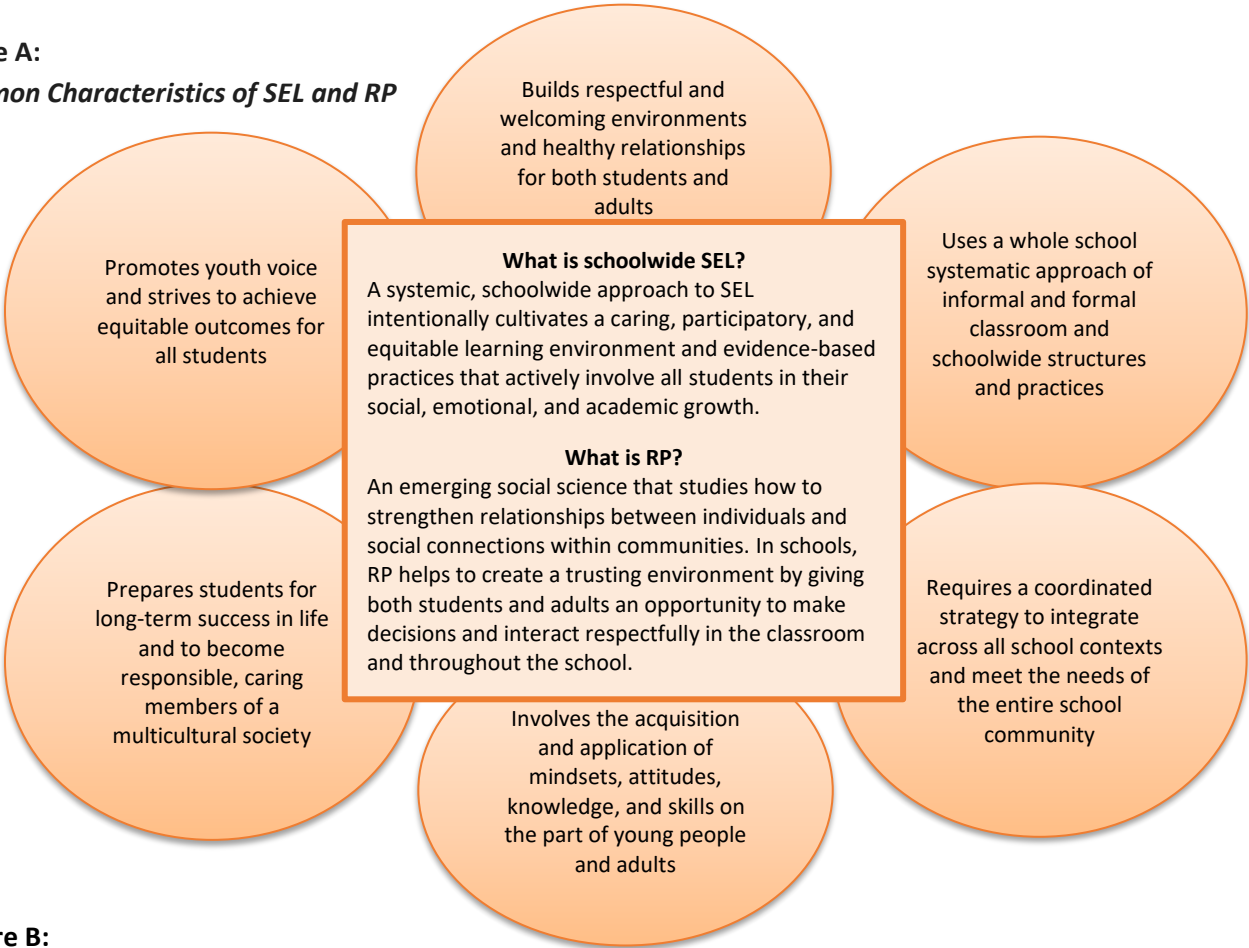 e A:
mon Characteristics of SEL and RP
Builds respectful and
welcoming environments
and healthy relationships
for both students and
adults
Promotes youth voice
and strives to achieve
equitable outcomes for
all students
What is schoolwide SEL?
A systemic, schoolwide approach to SEL
intentionally cultivates a caring, participatory, and
equitable learning environment and evidence-based
practices that actively involve all students in their
social, emotional, and academic growth.
What is RP?
An emerging social science that studies how to
strengthen relationships between individuals and
social connections within communities. In schools,
RP helps to create a trusting environment by giving
both students and adults an opportunity to make
decisions and interact respectfully in the classroom
and throughout the school.
Uses a whole school
systematic approach of
informal and formal
classroom and
schoolwide structures
and practices
Prepares students for
long-term success in life
and to become
responsible, caring
members of a
multicultural society
Requires a coordinated
strategy to integrate
across all school contexts
and meet the needs of
the entire school
community
Involves the acquisition
and application of
mindsets, attitudes,
knowledge, and skills on
the part of young people
and adults
re B: